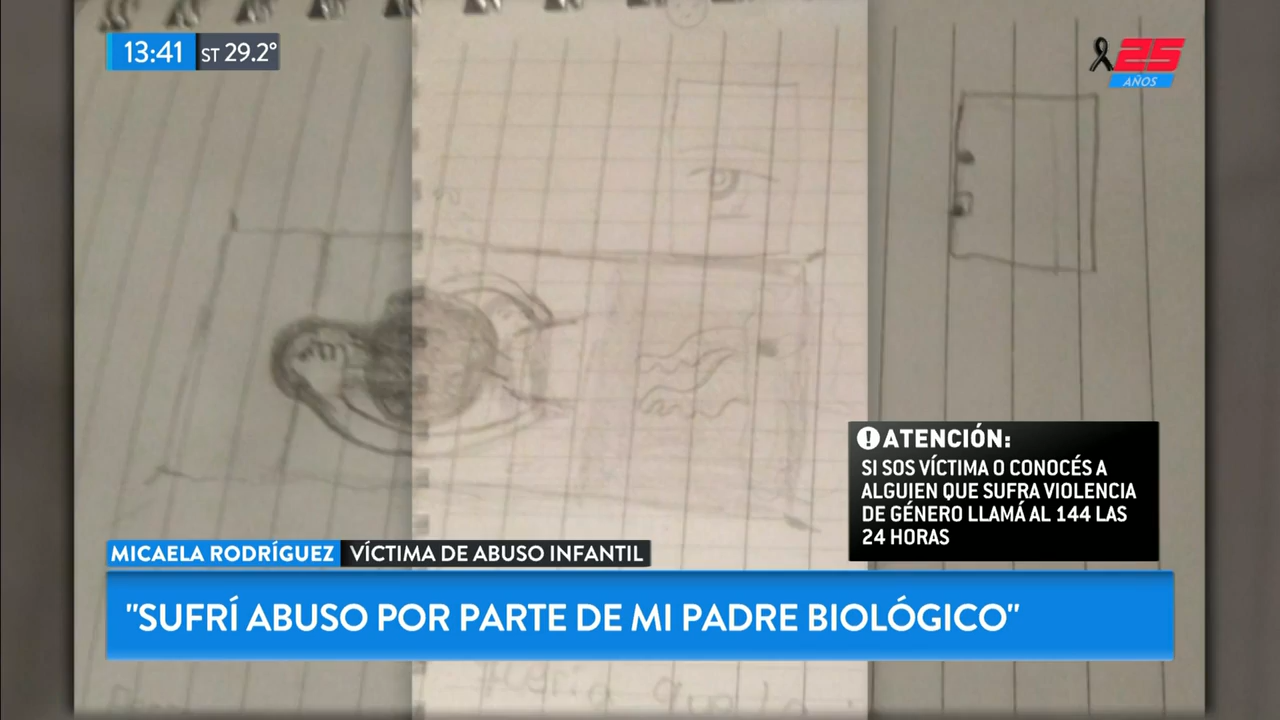 13:41 ST 29.2°
25
AÑOS
ATENCIÓN:
SI SOS VÍCTIMA O CONOCÉS A
ALGUIEN QUE SUFRA VIOLENCIA
DE GÉNERO LLAMÁ AL 144 LAS
24 HORAS
MICAELA RODRÍGUEZ VÍCTIMA DE ABUSO INFANTIL
"SUFRÍ ABUSO POR PARTE DE MI PADRE BIOLÓGICO"